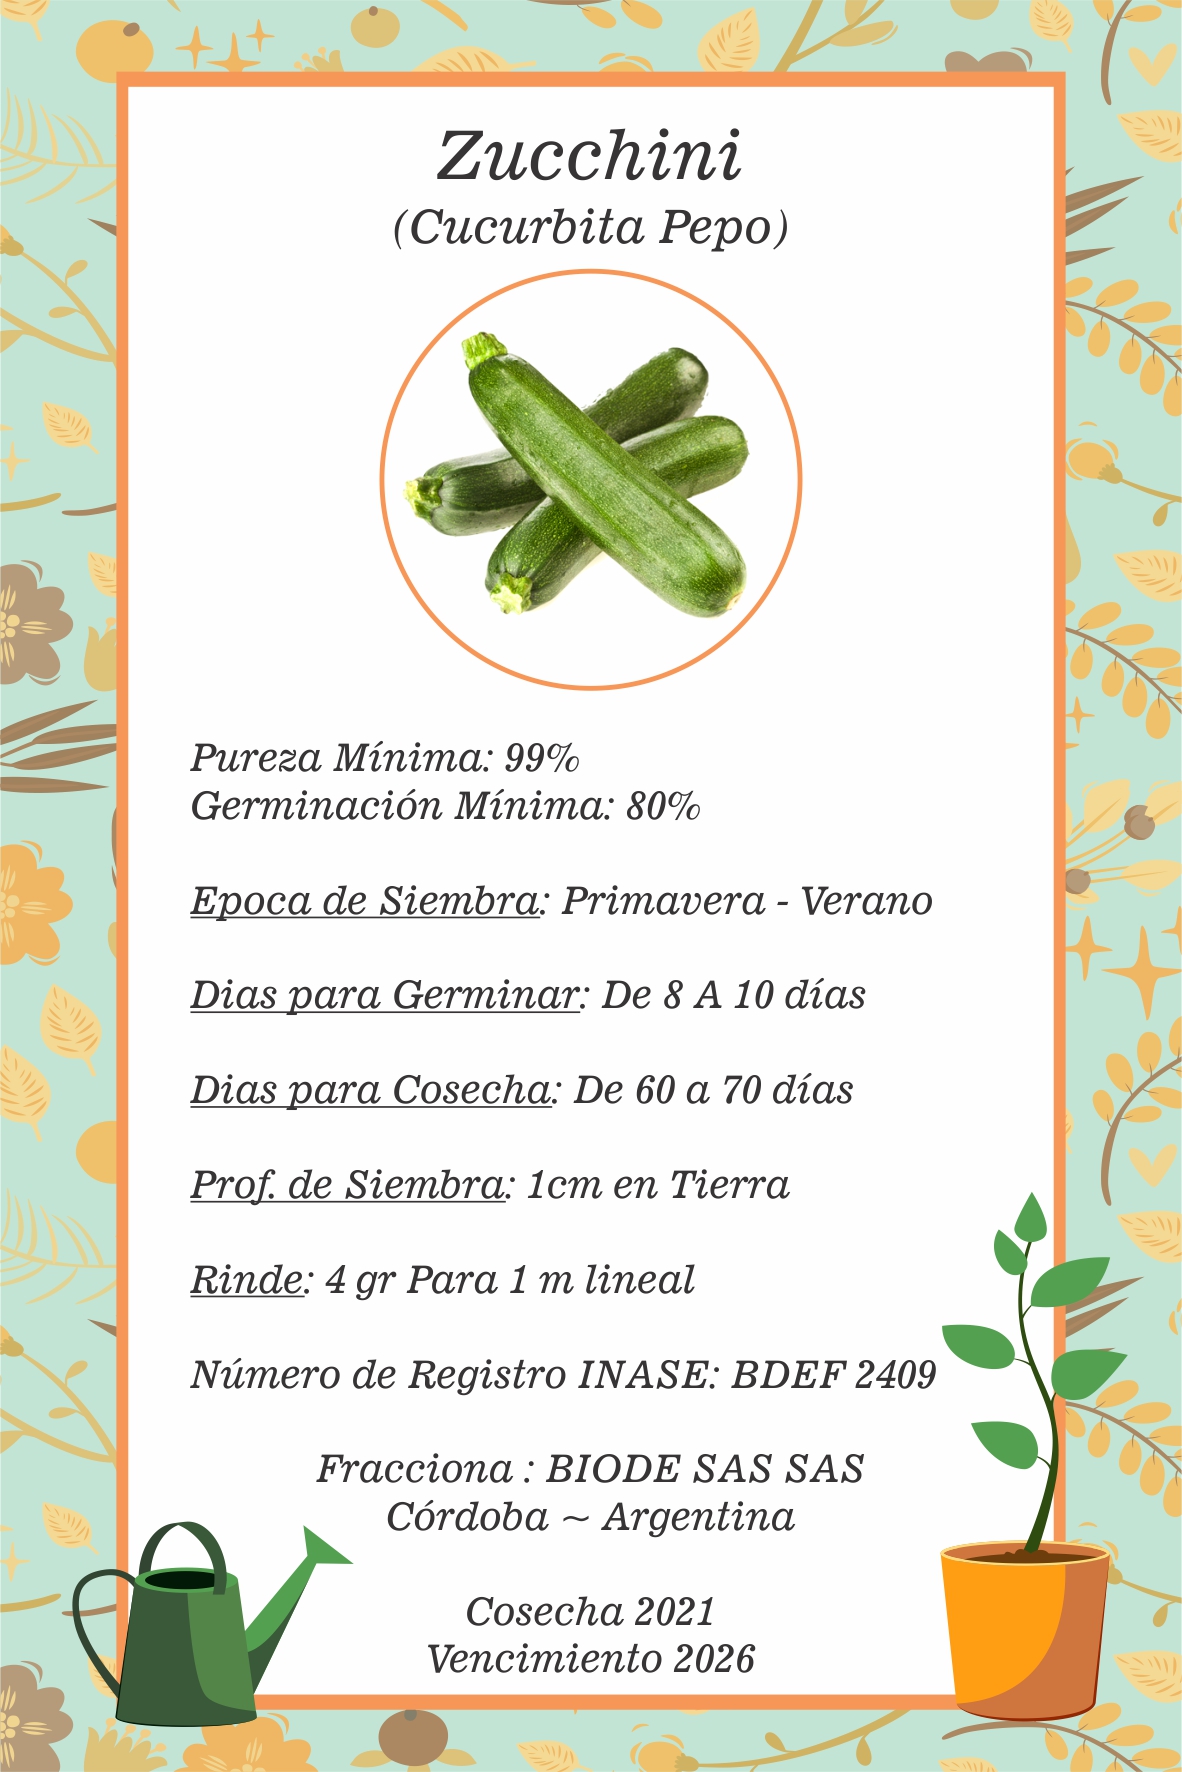 Zucchini
(Cucurbita Pepo)
Pureza Mínima: 99%
Germinación Mínima: 80%
Epoca de Siembra: Primavera - Verano
Dias para Germinar: De 8 A 10 días
Dias para Cosecha: De 60 a 70 días
Prof. de Siembra: 1cm en Tierra
Rinde: 4 gr Para 1 m lineal
Número de Registro INASE: BDEF 2409
Fracciona : BIODE SAS SAS
Córdoba ~ Argentina
Cosecha 2021
Vencimiento 2026